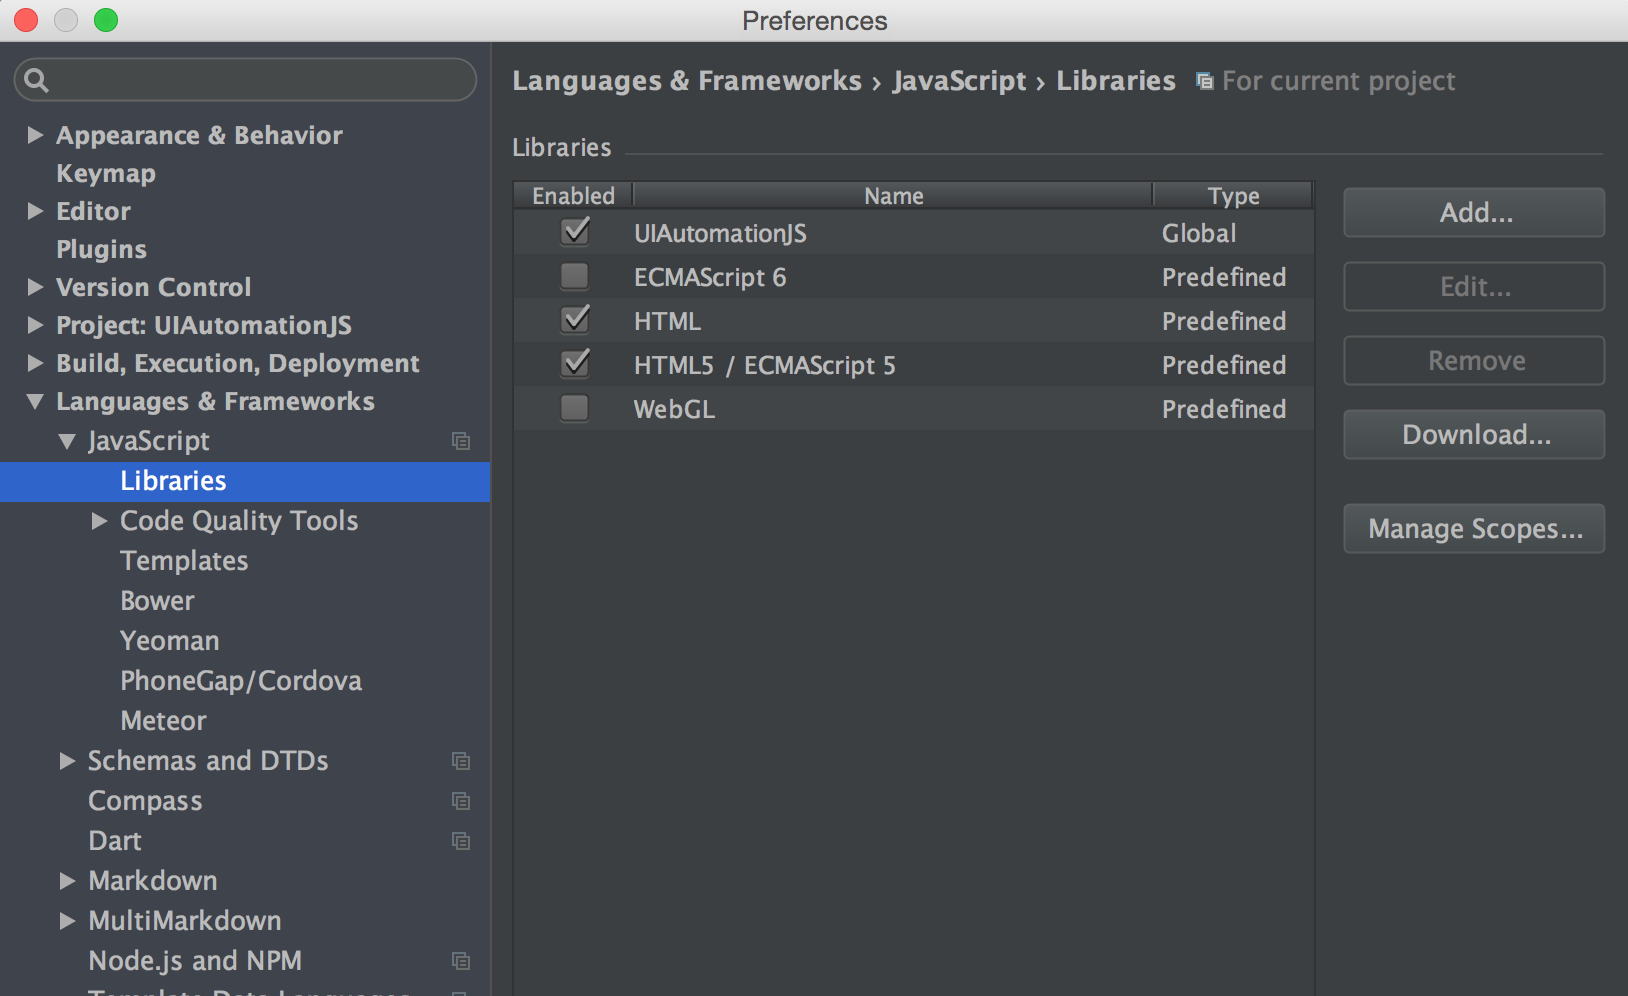 Preferences
Appearance & Behavior
Keymap
Editor
Plugins
Version Control
Project: UIAutomationJS
Build, Execution, Deployment
Languages & Frameworks
JavaScript
Libraries
Code Quality Tools
Templates
Bower
Yeoman
PhoneGap/Cordova
Meteor
Schemas and DTDs
Compass
Dart
Markdown
MultiMarkdown
Node.js and NPM
Template Data Languages
Languages & Frameworks › JavaScript › Libraries For current project
Libraries
Enabled Name Type
UIAutomationJS Global
ECMAScript 6 Predefined
HTML Predefined
HTML5 / ECMAScript 5 Predefined
WebGL Predefined
Add...
Edit...
Remove
Download...
Manage Scopes...